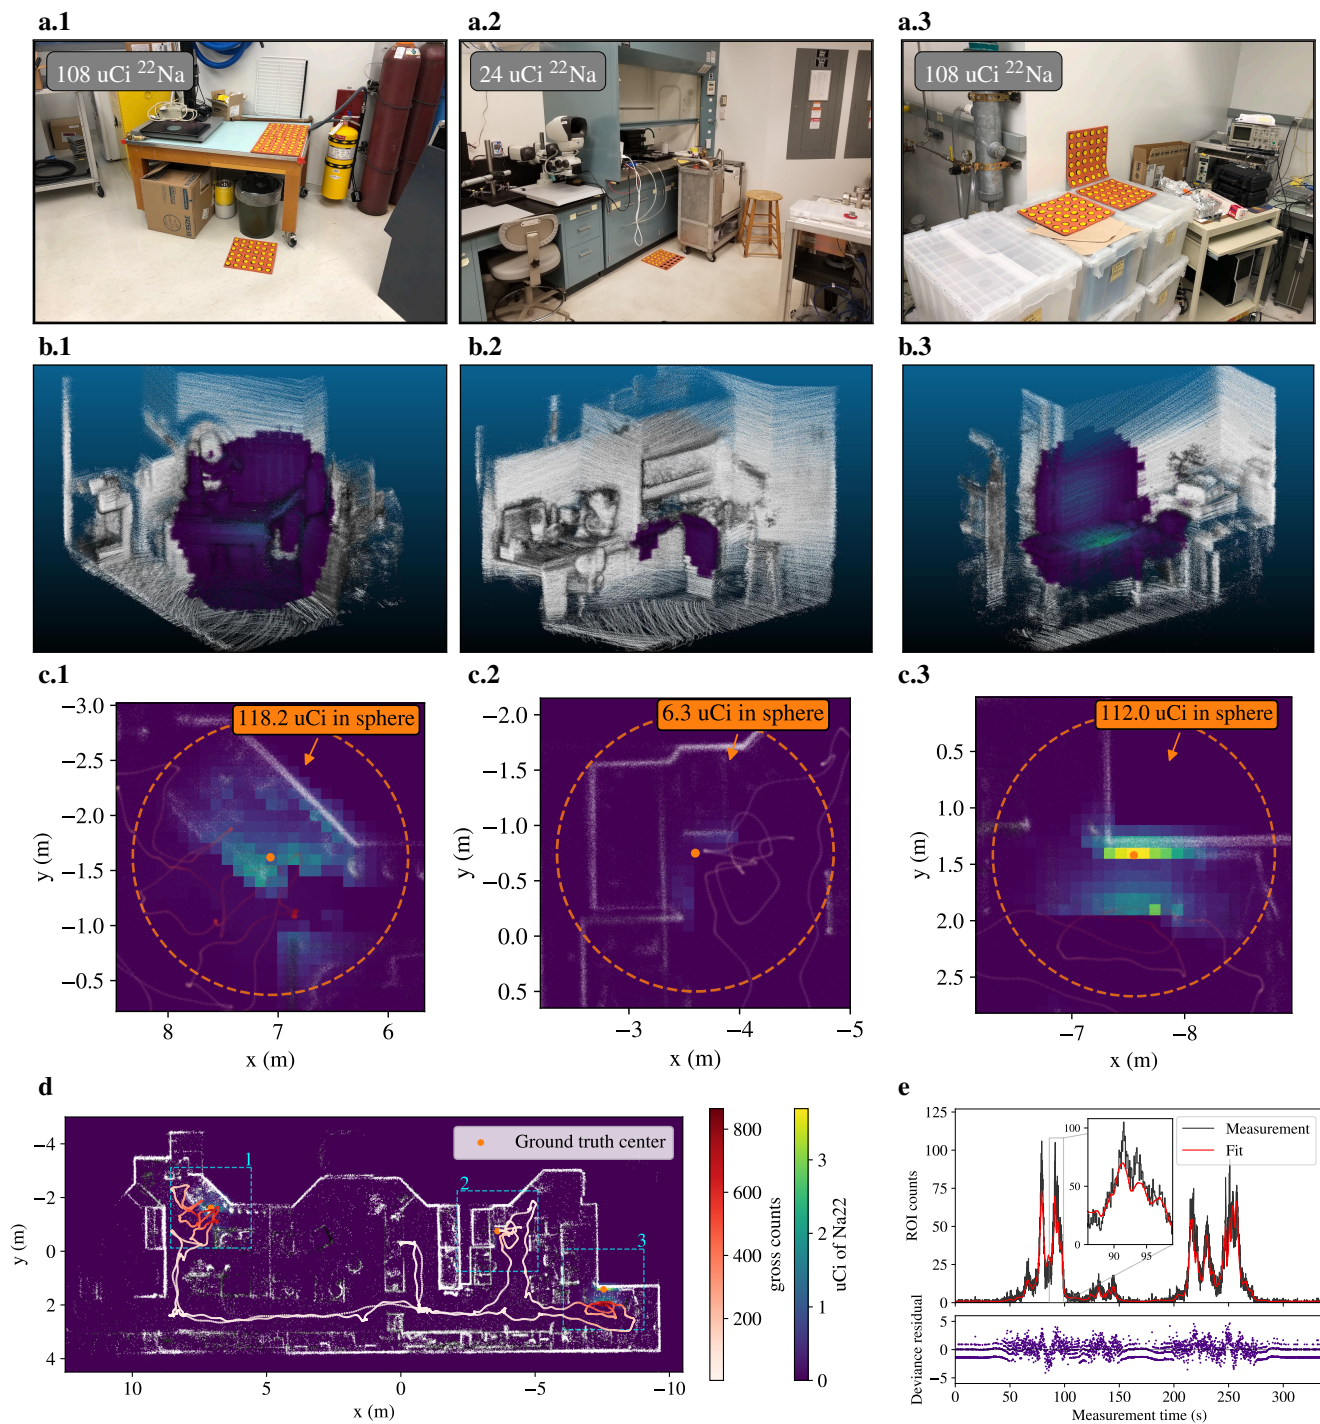 a.1
a.2
a.3
108 uCi ²²Na
24 uCi ²²Na
108 uCi ²²Na
b.1
b.2
b.3
c.1
c.2
c.3
118.2 uCi in sphere
6.3 uCi in sphere
112.0 uCi in sphere
−3.0
−2.5
−2.0
−1.5
−1.0
−0.5
y (m)
8
7
6
x (m)
−2.0
−1.5
−1.0
−0.5
0.0
0.5
y (m)
−3
−4
−5
x (m)
0.5
1.0
1.5
2.0
2.5
y (m)
−7
−8
x (m)
d
−4
−2
0
2
4
y (m)
Ground truth center
1
2
3
10
5
0
−5
−10
x (m)
800
600
400
200
gross counts
3
2
1
0
uCi of Na22
e
125
100
75
50
25
0
ROI counts
100
50
0
90
95
Measurement
Fit
5
0
−5
Deviance residual
0
50
100
150
200
250
300
Measurement time (s)